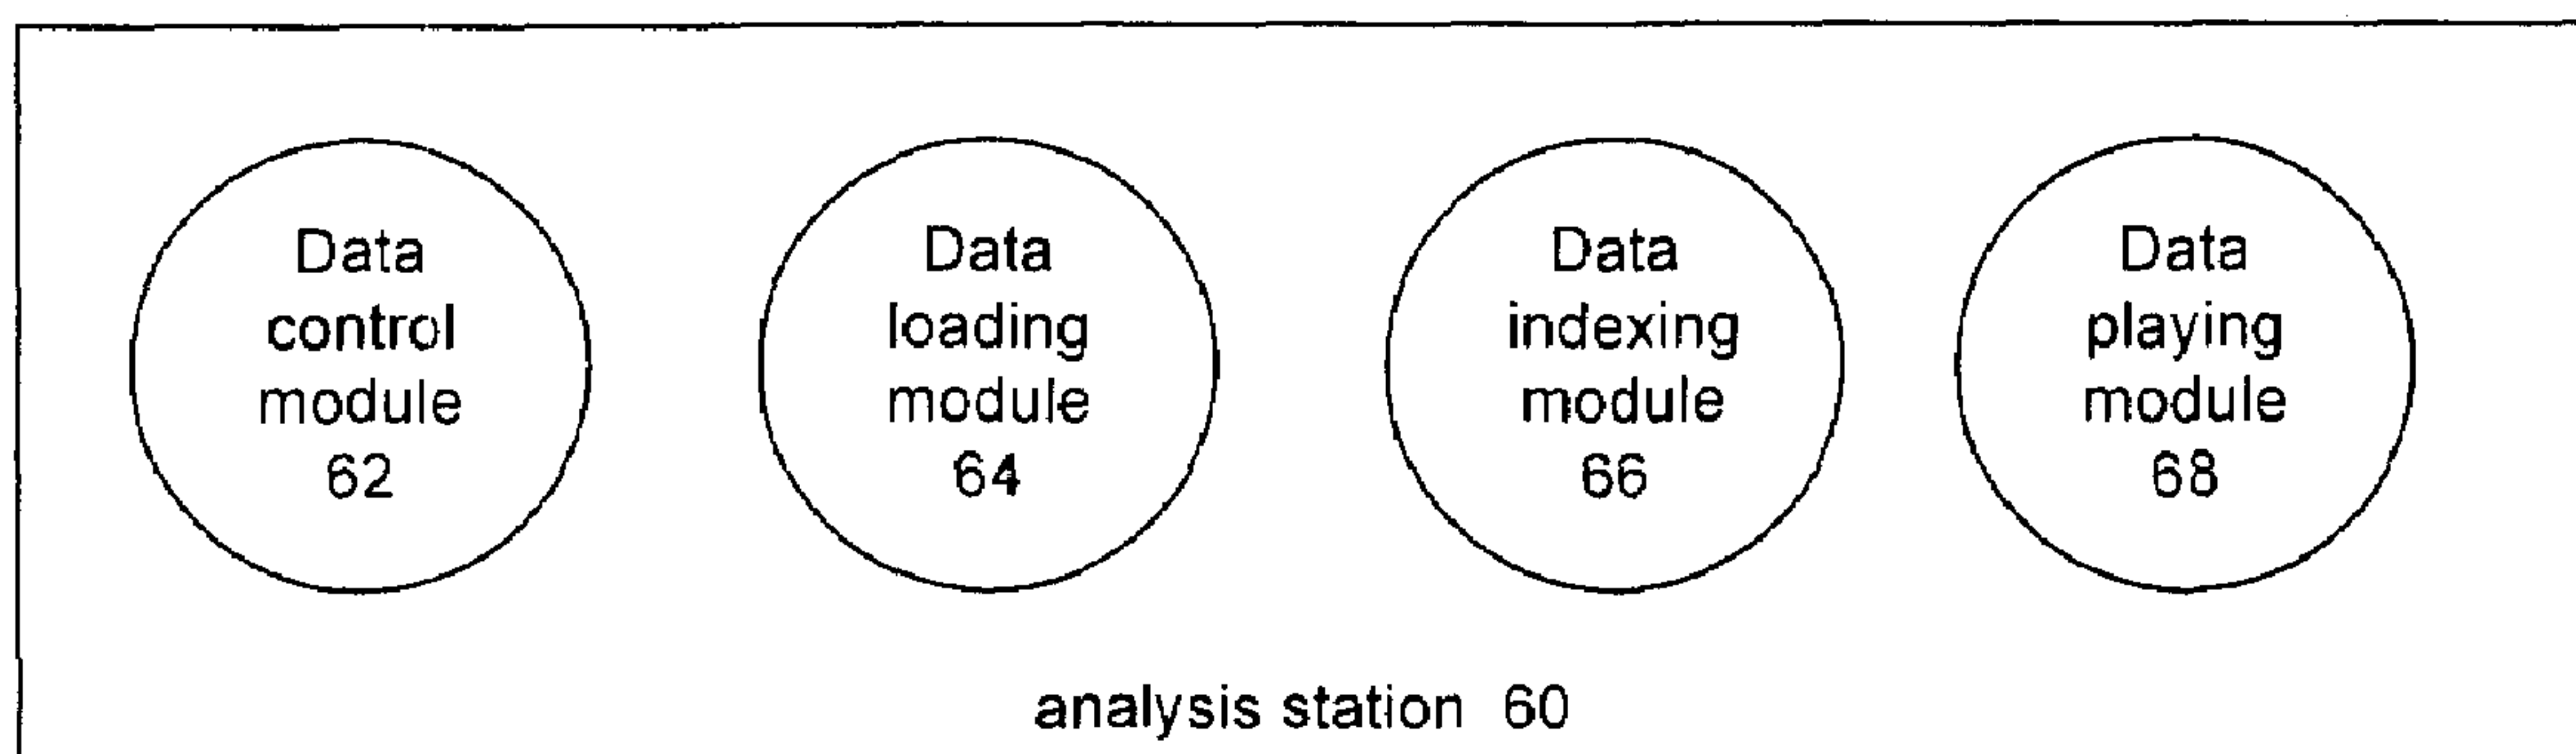 Data
control
module
62
Data
loading
module
64
Data
indexing
module
66
Data
playing
module
68
analysis station 60